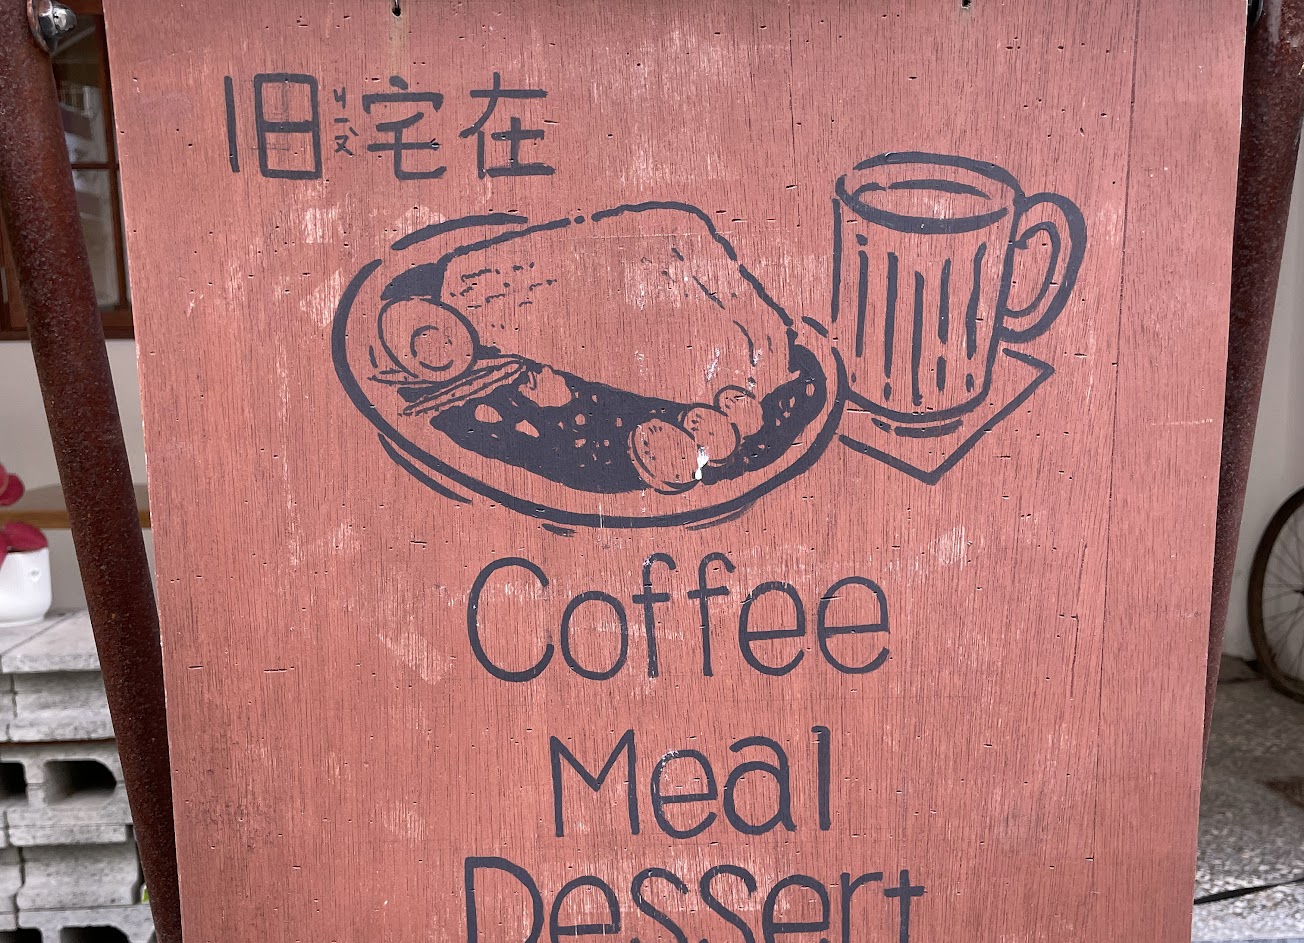 旧宅在
Coffee
Meal
Dessert